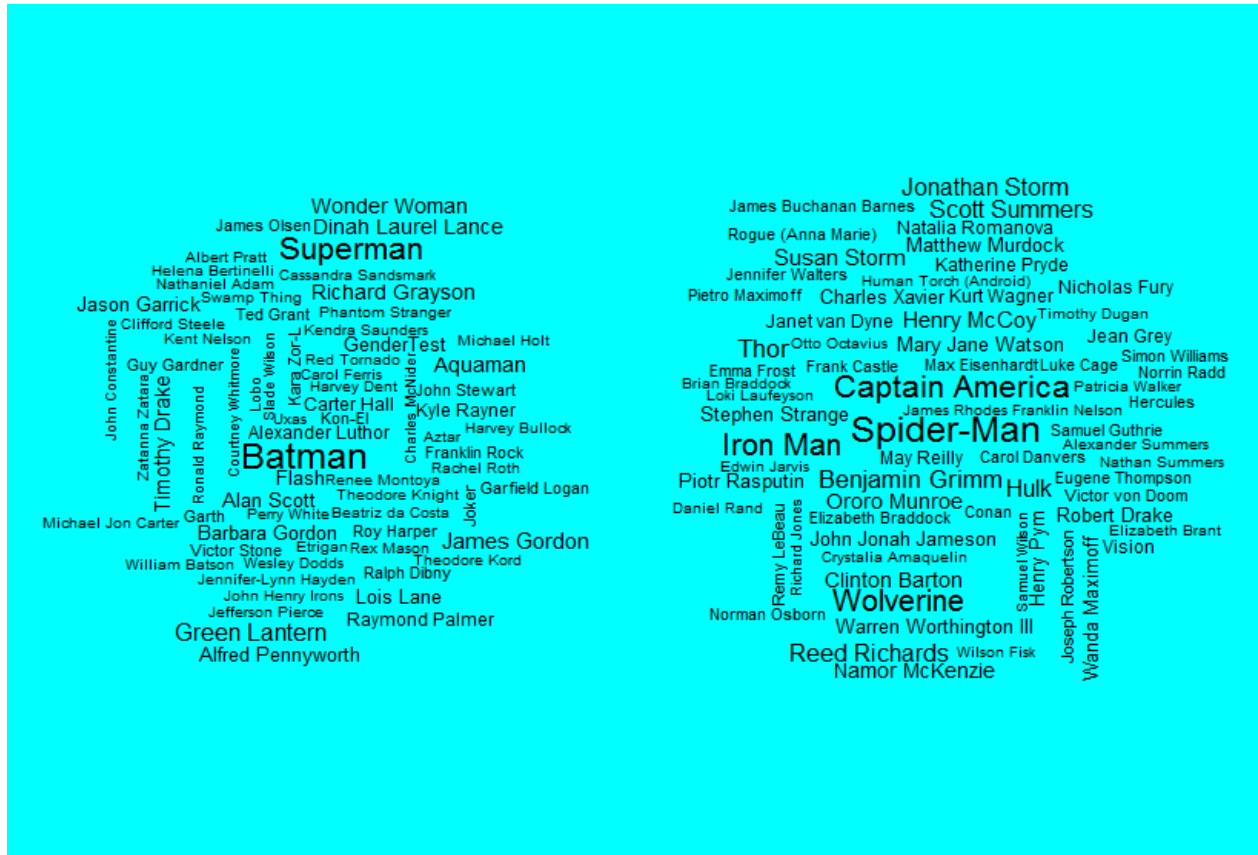 Wonder Woman
James Olsen
Dinah Laurel Lance
Superman
Albert Pratt
Helena Bertinelli
Cassandra Sandsmark
Nathaniel Adam
Swamp Thing
Richard Grayson
Jason Garrick
Ted Grant
Phantom Stranger
Clifford Steele
Kendra Saunders
Kent Nelson
GenderTest
Michael Holt
John Constantine
Guy Gardner
Slade Wilson
Kara Zor-L
Red Tornado
Aquaman
Carol Ferris
Lobo
Harvey Dent
Charles McNider
John Stewart
Zatanna Zatara
Timothy Drake
Ronald Raymond
Courtney Whitmore
Carter Hall
Kyle Rayner
Uxas
Kon-El
Harvey Bullock
Alexander Luthor
Aztar
Batman
Franklin Rock
Rachel Roth
Flash
Renee Montoya
Garfield Logan
Alan Scott
Theodore Knight
Joker
Michael Jon Carter
Garth
Perry White
Beatriz da Costa
Barbara Gordon
Roy Harper
James Gordon
Victor Stone
Etrigan
Rex Mason
William Batson
Wesley Dodds
Theodore Kord
Jennifer-Lynn Hayden
Ralph Dibny
John Henry Irons
Lois Lane
Jefferson Pierce
Raymond Palmer
Green Lantern
Alfred Pennyworth
Jonathan Storm
James Buchanan Barnes
Scott Summers
Rogue (Anna Marie)
Natalia Romanova
Matthew Murdock
Susan Storm
Katherine Pryde
Jennifer Walters
Human Torch (Android)
Nicholas Fury
Pietro Maximoff
Charles Xavier
Kurt Wagner
Janet van Dyne
Henry McCoy
Timothy Dugan
Jean Grey
Thor
Otto Octavius
Mary Jane Watson
Simon Williams
Emma Frost
Frank Castle
Max Eisenhardt
Luke Cage
Norrin Radd
Brian Braddock
Captain America
Patricia Walker
Loki Laufeyson
Hercules
Stephen Strange
James Rhodes
Franklin Nelson
Iron Man
Spider-Man
Samuel Guthrie
Alexander Summers
Edwin Jarvis
May Reilly
Carol Danvers
Nathan Summers
Piotr Rasputin
Benjamin Grimm
Hulk
Eugene Thompson
Victor von Doom
Daniel Rand
Ororo Munroe
Conan
Elizabeth Braddock
Robert Drake
Remy LeBeau
Richard Jones
John Jonah Jameson
Samuel Wilson
Henry Pym
Elizabeth Brant
Vision
Crystalia Amaquelin
Joseph Robertson
Wanda Maximoff
Clinton Barton
Wolverine
Norman Osborn
Warren Worthington III
Reed Richards
Wilson Fisk
Namor McKenzie